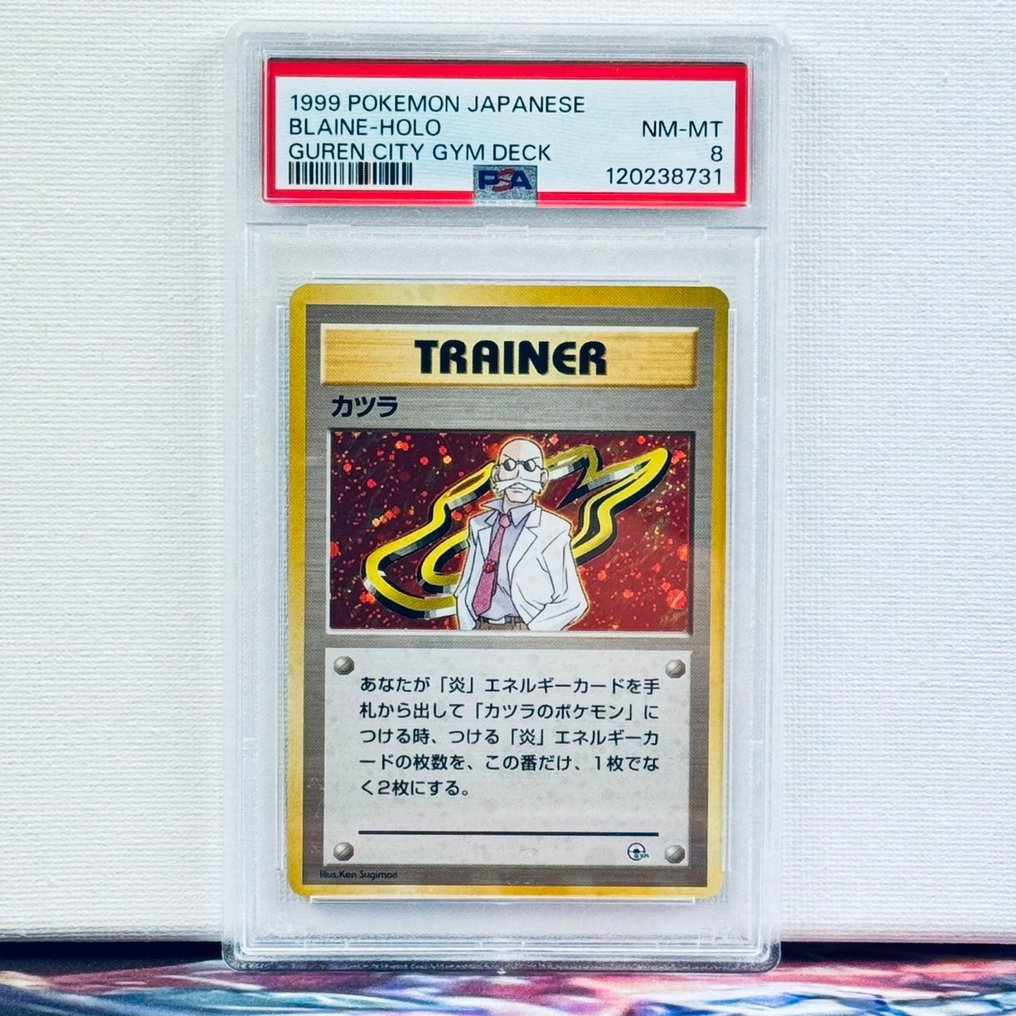 1999 POKEMON JAPANESE
BLAINE-HOLO NM-MT
GUREN CITY GYM DECK 8
PSA 120238731
TRAINER
カツラ
あなたが「炎」エネルギーカードを手
札から出して「カツラのポケモン」に
つける時、つける「炎」エネルギーカ
ードの枚数を、この番だけ、1枚でな
く2枚にする。
GYM
Illus. Ken Sugimori